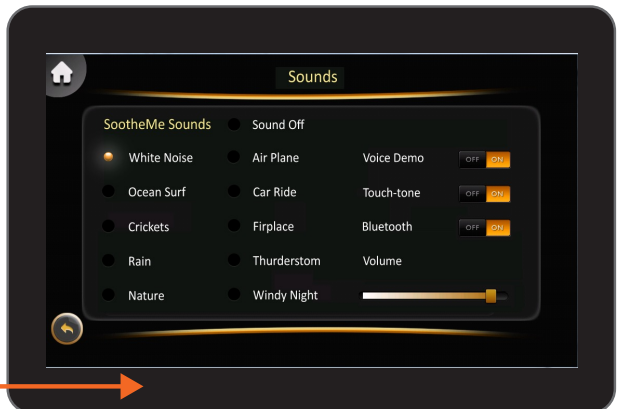 Sounds
SootheMe Sounds Sound Off
White Noise Air Plane Voice Demo OFF ON
Ocean Surf Car Ride Touch-tone OFF ON
Crickets Firplace Bluetooth OFF ON
Rain Thurderstom Volume
Nature Windy Night